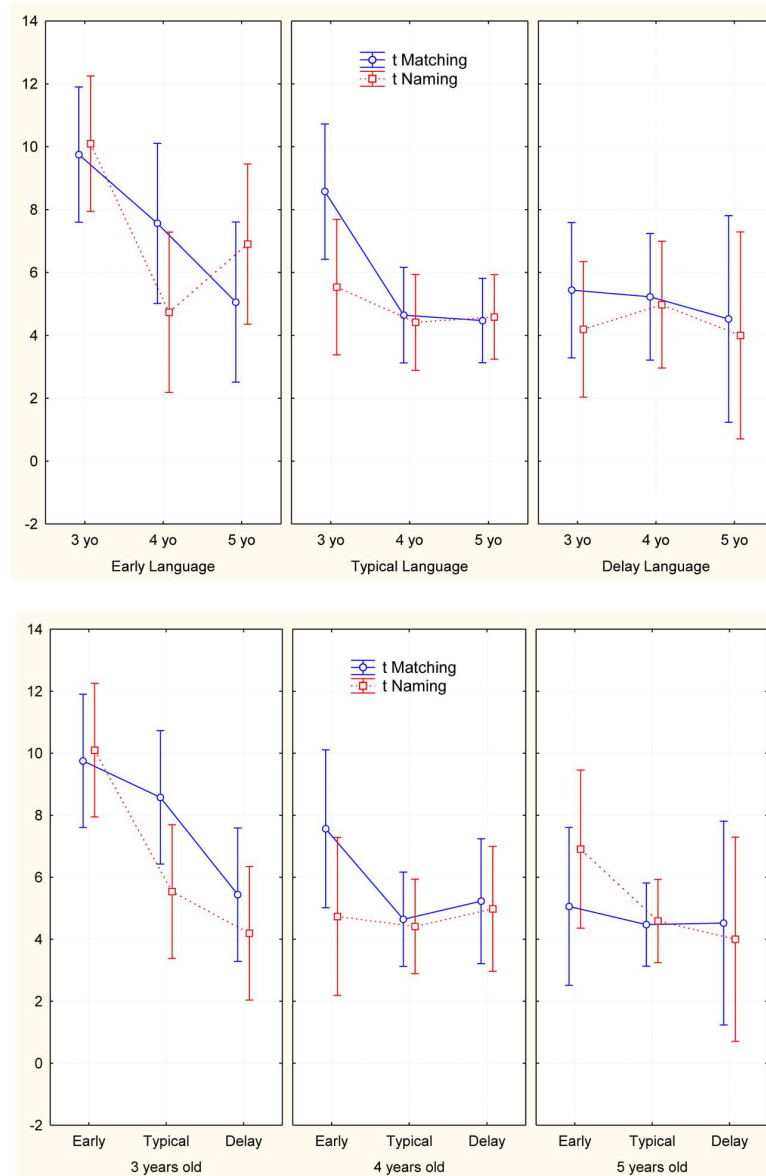 14
t Matching
t Naming
12
10
8
6
4
2
0
-2
3 yo 4 yo 5 yo 3 yo 4 yo 5 yo 3 yo 4 yo 5 yo
Early Language Typical Language Delay Language
14
t Matching
t Naming
12
10
8
6
4
2
0
-2
Early Typical Delay Early Typical Delay Early Typical Delay
3 years old 4 years old 5 years old